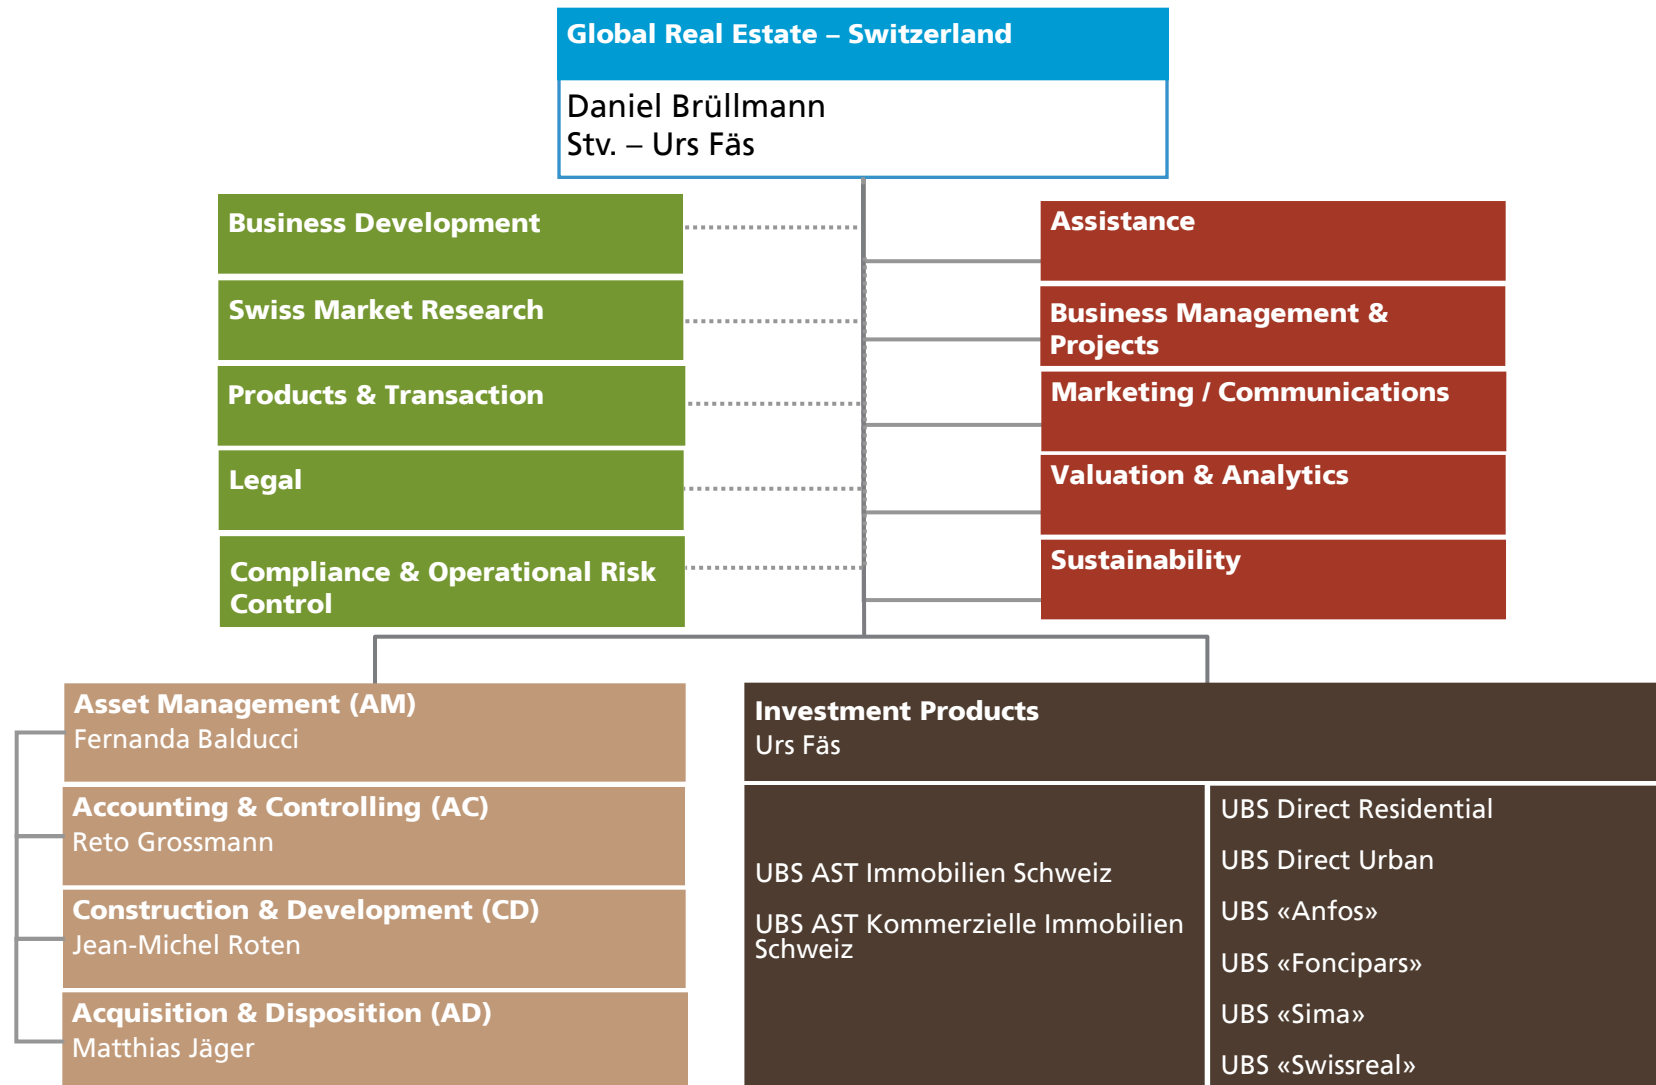 Global Real Estate – Switzerland
Daniel Brüllmann
Stv. – Urs Fäs
Business Development
Swiss Market Research
Products & Transaction
Legal
Compliance & Operational Risk
Control
Assistance
Business Management &
Projects
Marketing / Communications
Valuation & Analytics
Sustainability
Asset Management (AM)
Fernanda Balducci
Accounting & Controlling (AC)
Reto Grossmann
Construction & Development (CD)
Jean-Michel Roten
Acquisition & Disposition (AD)
Matthias Jäger
Investment Products
Urs Fäs
UBS AST Immobilien Schweiz
UBS AST Kommerzielle Immobilien
Schweiz
UBS Direct Residential
UBS Direct Urban
UBS «Anfos»
UBS «Foncipars»
UBS «Sima»
UBS «Swissreal»